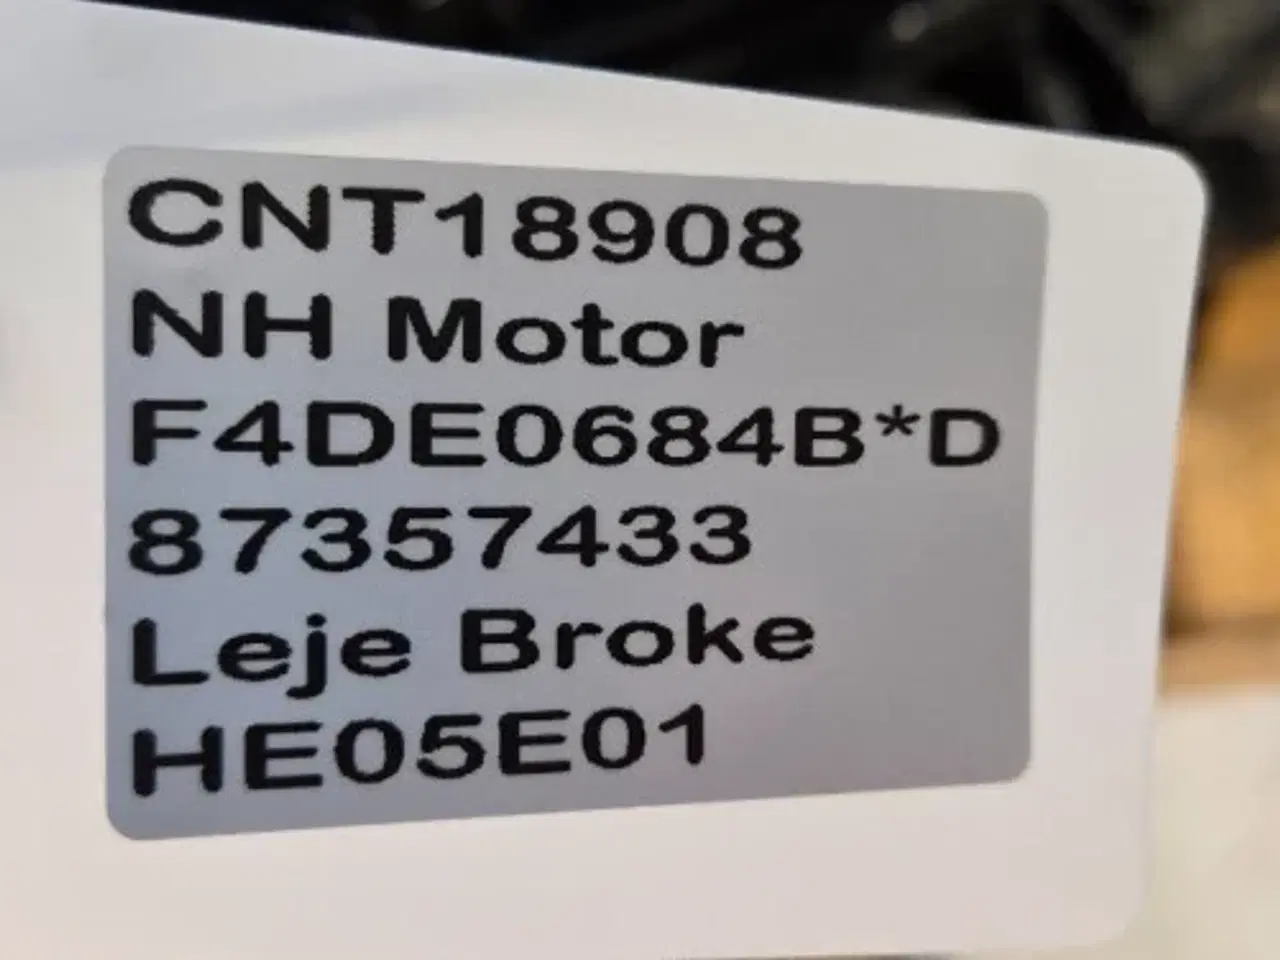 CNT18908
NH Motor
F4DE0684B*D
87357433
Leje Broke
HE05E01